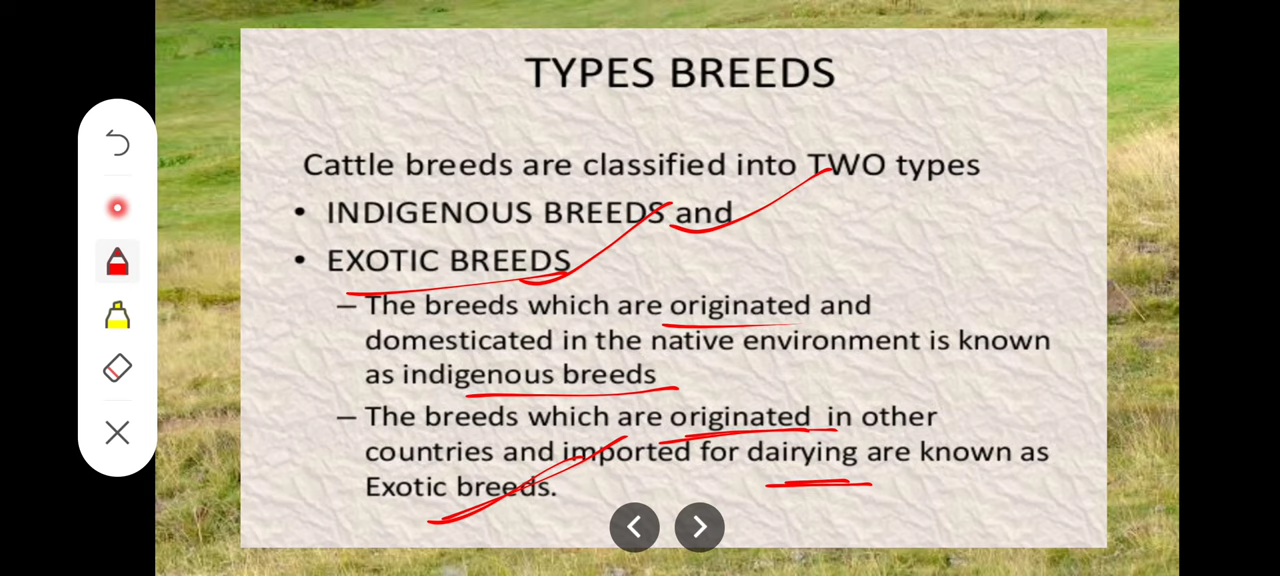 TYPES BREEDS
Cattle breeds are classified into TWO types
• INDIGENOUS BREEDS and
• EXOTIC BREEDS
– The breeds which are originated and
domesticated in the native environment is known
as indigenous breeds
– The breeds which are originated in other
countries and imported for dairying are known as
Exotic breeds.